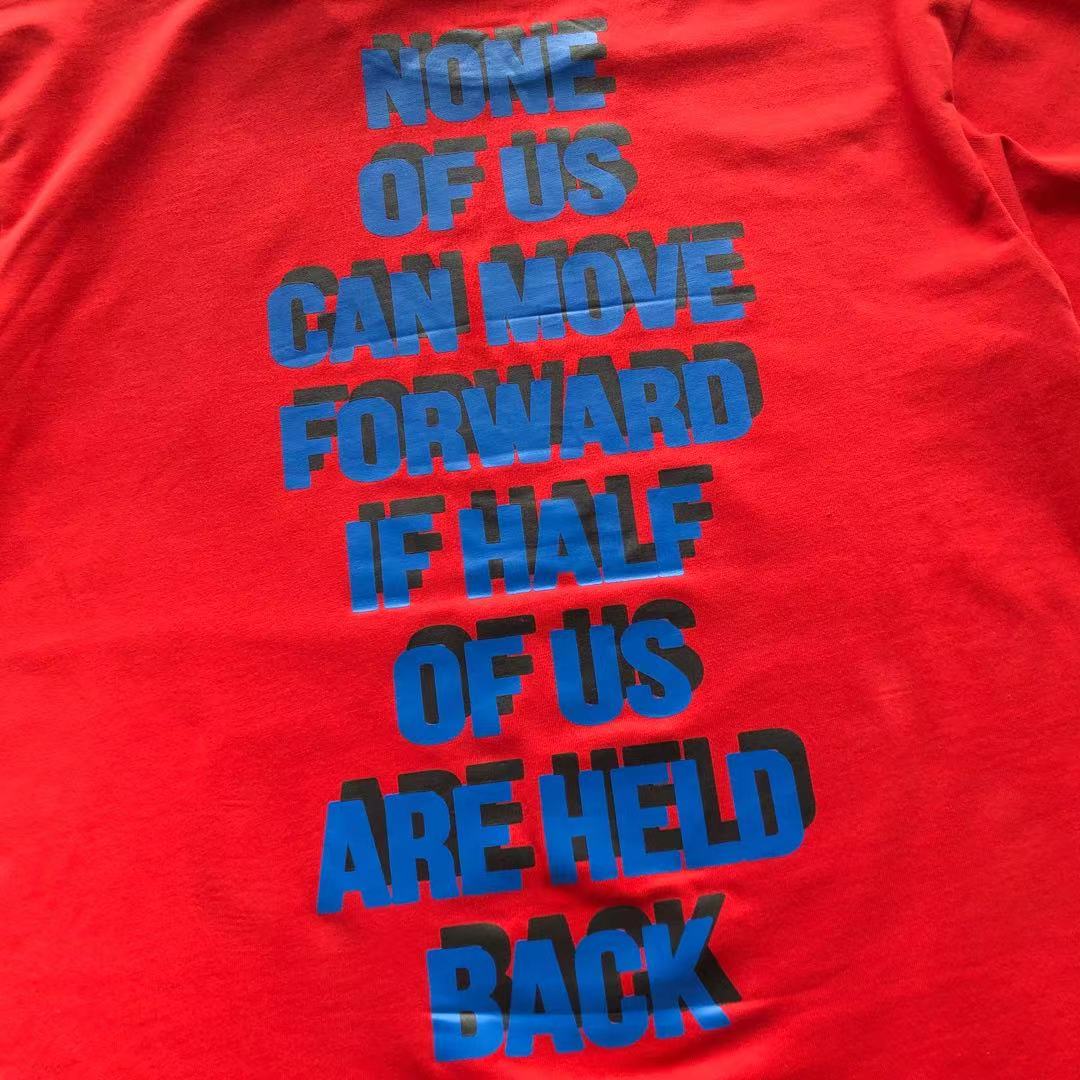 NONE
OF US
CAN MOVE
FORWARD
IF HALF
OF US
ARE HELD
BACK